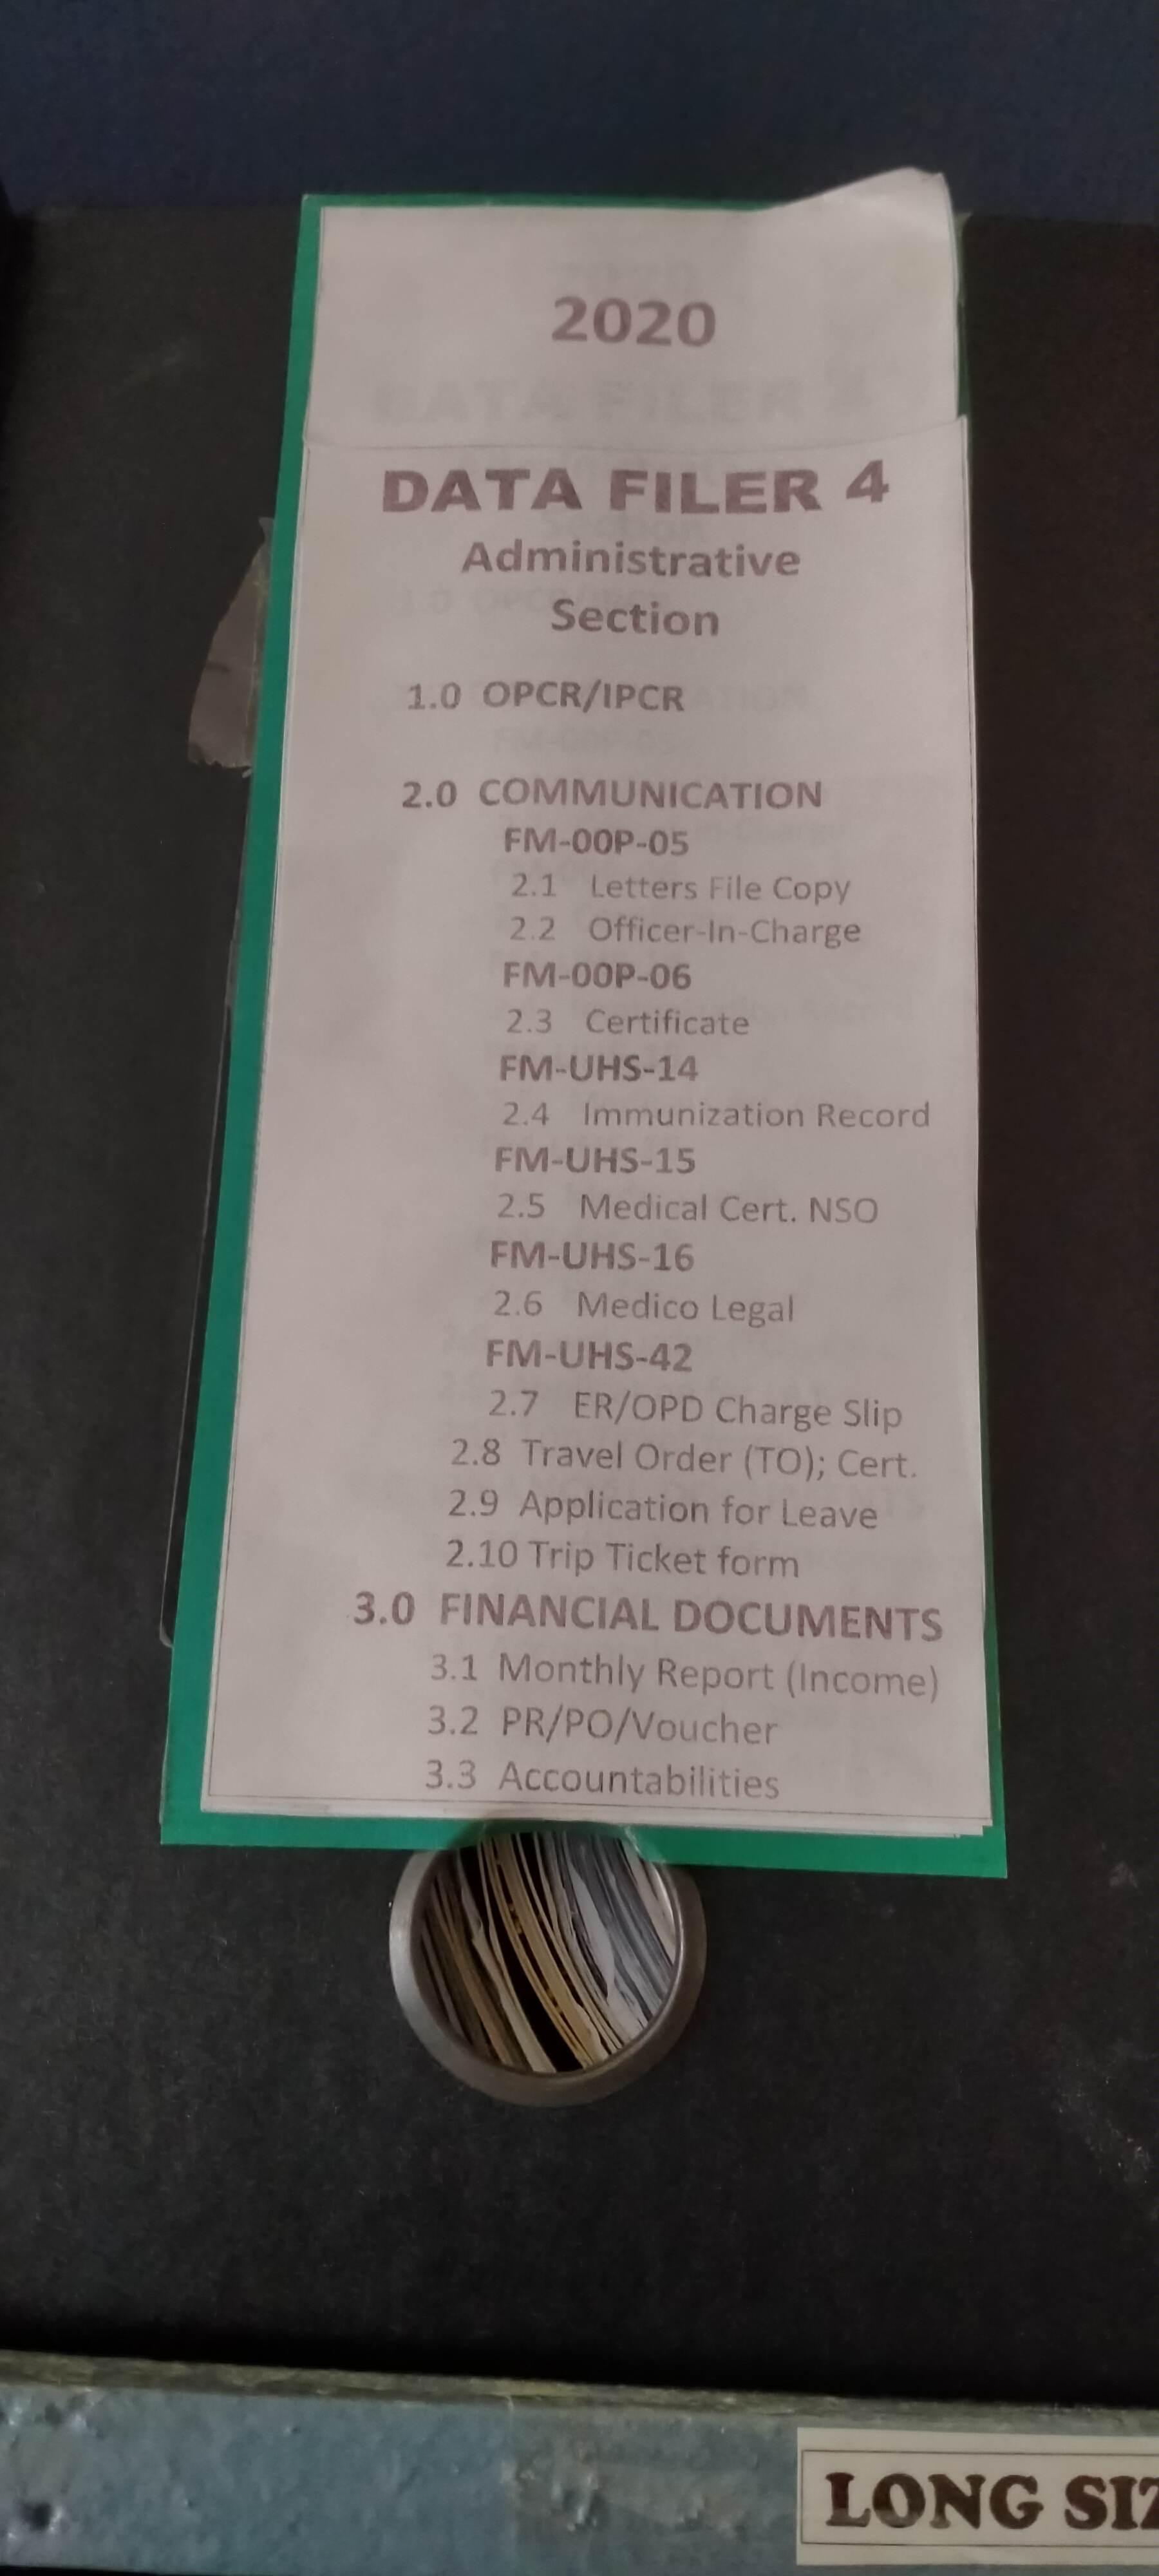 2020
DATA FILER 4
Administrative
Section
1.0 OPCR/IPCR
2.0 COMMUNICATION
FM-00P-05
2.1 Letters File Copy
2.2 Officer-In-Charge
FM-00P-06
2.3 Certificate
FM-UHS-14
2.4 Immunization Record
FM-UHS-15
2.5 Medical Cert. NSO
FM-UHS-16
2.6 Medico Legal
FM-UHS-42
2.7 ER/OPD Charge Slip
2.8 Travel Order (TO); Cert.
2.9 Application for Leave
2.10 Trip Ticket form
3.0 FINANCIAL DOCUMENTS
3.1 Monthly Report (Income)
3.2 PR/PO/Voucher
3.3 Accountabilities
LONG